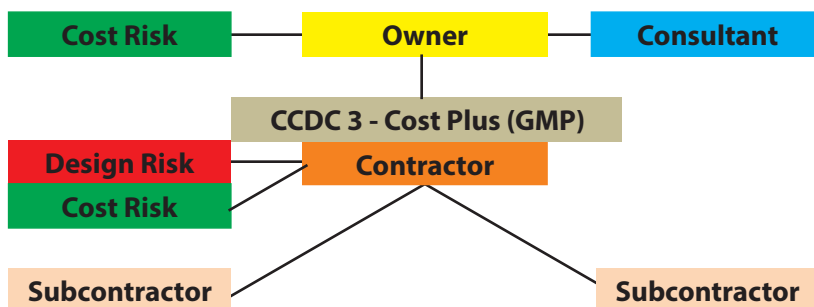 Cost Risk
Owner
Consultant
CCDC 3 - Cost Plus (GMP)
Design Risk
Contractor
Cost Risk
Subcontractor
Subcontractor